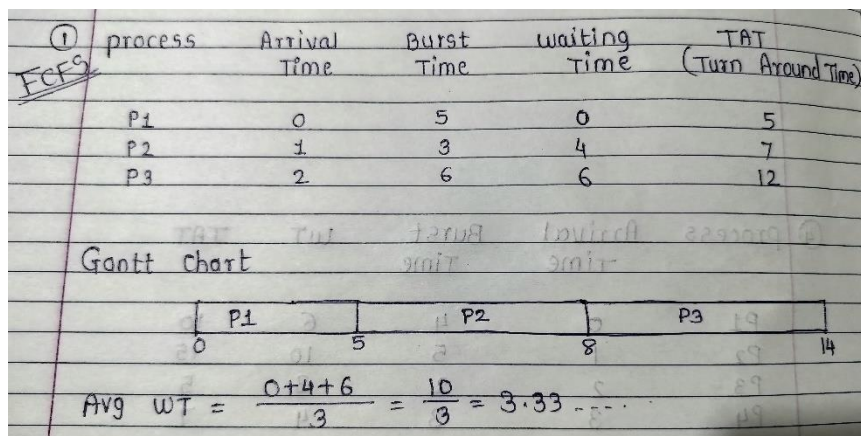 ① process Arrival Burst waiting TAT
FCFS Time Time Time (Turn Around Time)
P1 0 5 0 5
P2 1 3 4 7
P3 2 6 6 12
Gantt chart
P1 P2 P3
0 5 8 14
Avg WT = 0+4+6 / 3 = 10 / 3 = 3.33 .....